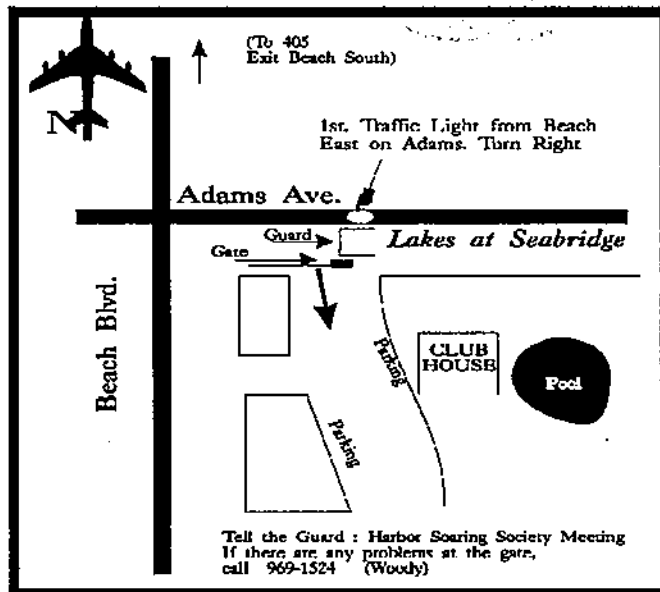 (To 405
Exit Beach South)
N
1st. Traffic Light from Beach
East on Adams. Turn Right
Adams Ave.
Guard
Lakes at Seabridge
Gate
Beach Blvd.
Parking
CLUB
HOUSE
Pool
Parking
Tell the Guard : Harbor Soaring Society Meeting
If there are any problems at the gate,
call 969-1524 (Woody)